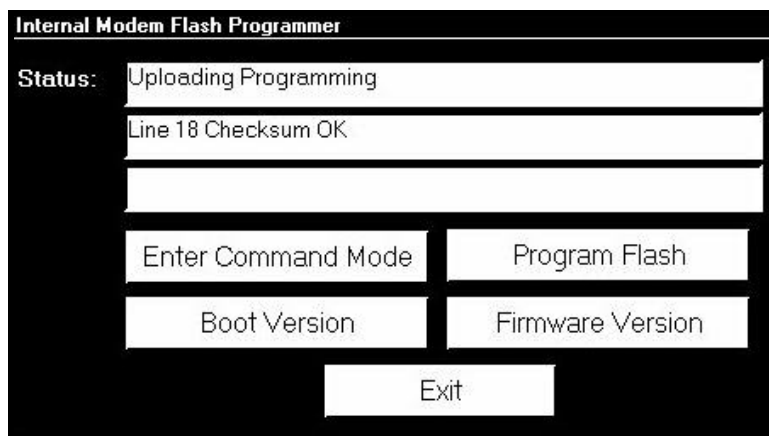 Internal Modem Flash Programmer
Status: Uploading Programming
Line 18 Checksum OK
Enter Command Mode Program Flash
Boot Version Firmware Version
Exit